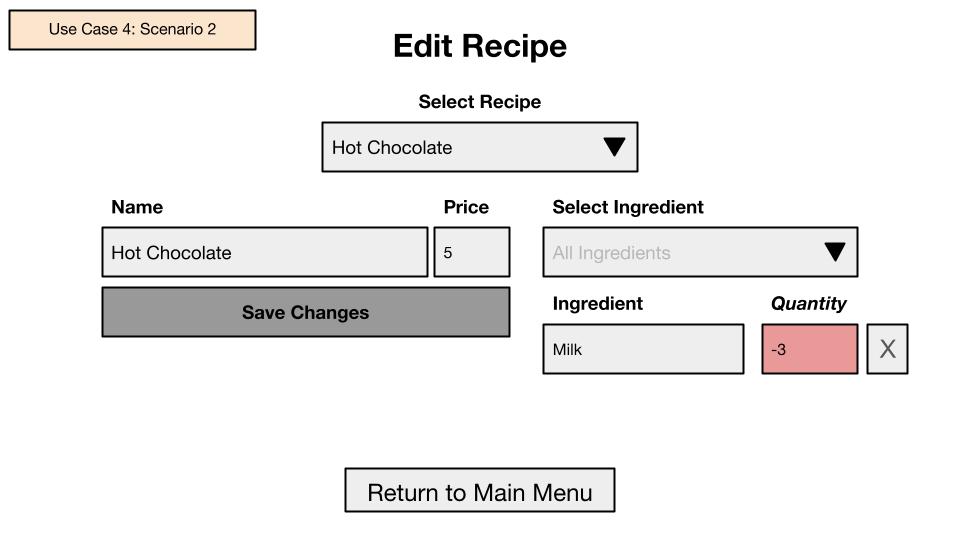 Use Case 4: Scenario 2
Edit Recipe
Select Recipe
Hot Chocolate
Name
Price
Select Ingredient
Hot Chocolate
5
All Ingredients
Save Changes
Ingredient
Quantity
Milk
-3
X
Return to Main Menu